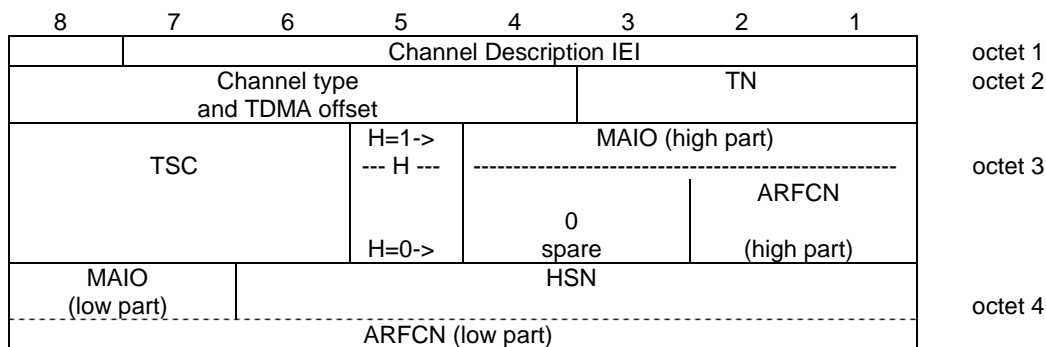 8 7 6 5 4 3 2 1
Channel Description IEI octet 1
Channel type TN octet 2
and TDMA offset
H=1-> MAIO (high part)
TSC --- H --- ----------------------------------------------------- octet 3
ARFCN
0
H=0-> spare (high part)
MAIO HSN
(low part) octet 4
ARFCN (low part)